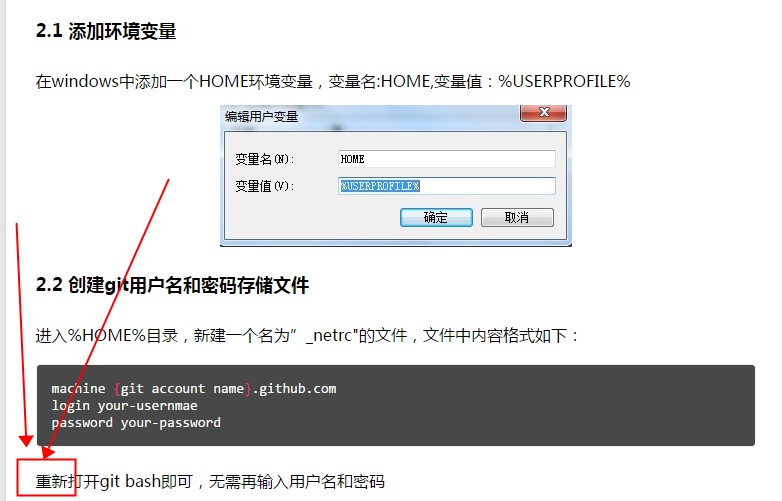 2.1 添加环境变量
在windows中添加一个HOME环境变量，变量名:HOME,变量值：%USERPROFILE%
编辑用户变量
变量名(N): HOME
变量值(V): %USERPROFILE%
确定 取消
2.2 创建git用户名和密码存储文件
进入%HOME%目录，新建一个名为”_netrc"的文件，文件中内容格式如下：
machine {git account name}.github.com
login your-usernmae
password your-password
重新打开git bash即可，无需再输入用户名和密码